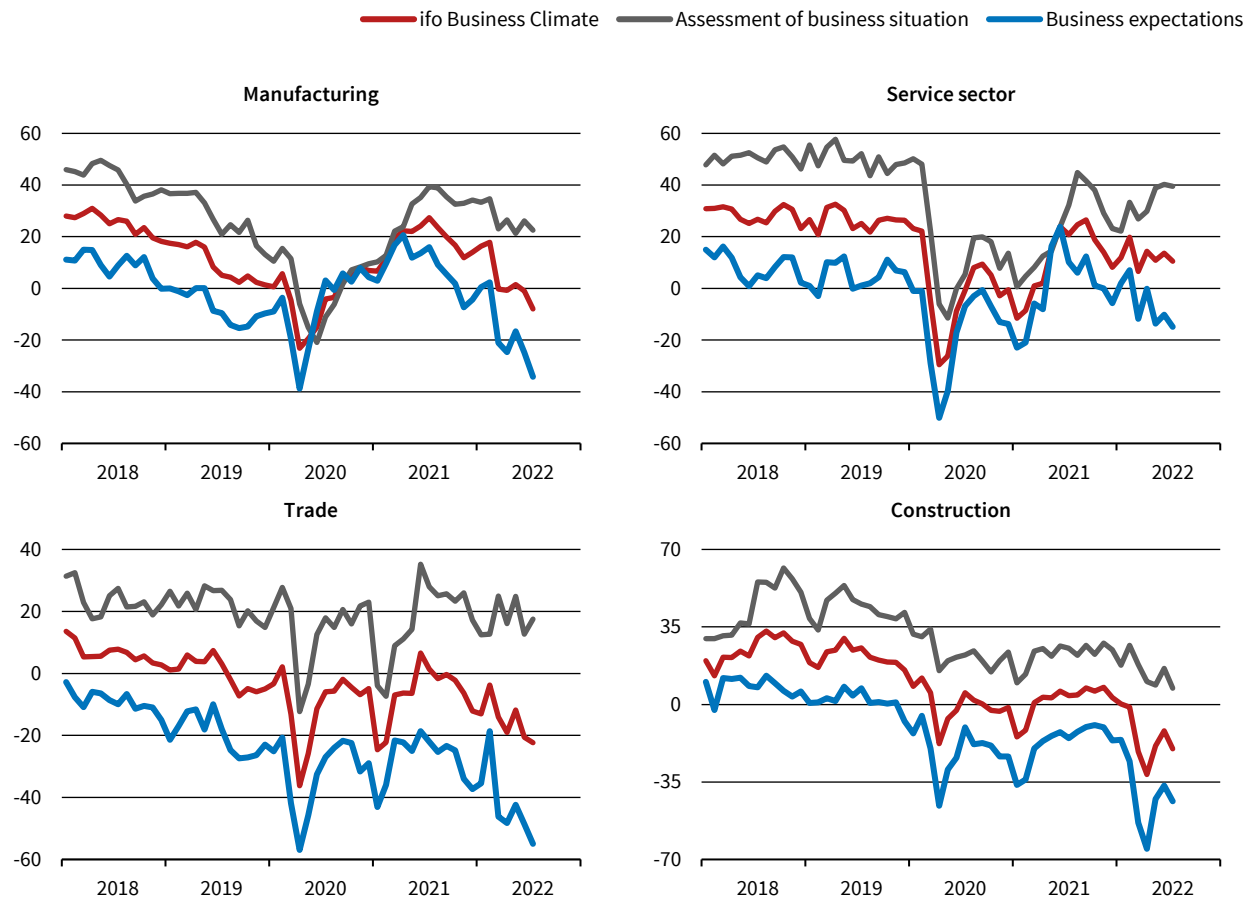 ifo Business Climate Assessment of business situation Business expectations
Manufacturing
60
40
20
0
-20
-40
-60
2018 2019 2020 2021 2022
Service sector
60
40
20
0
-20
-40
-60
2018 2019 2020 2021 2022
Trade
40
20
0
-20
-40
-60
2018 2019 2020 2021 2022
Construction
70
35
0
-35
-70
2018 2019 2020 2021 2022